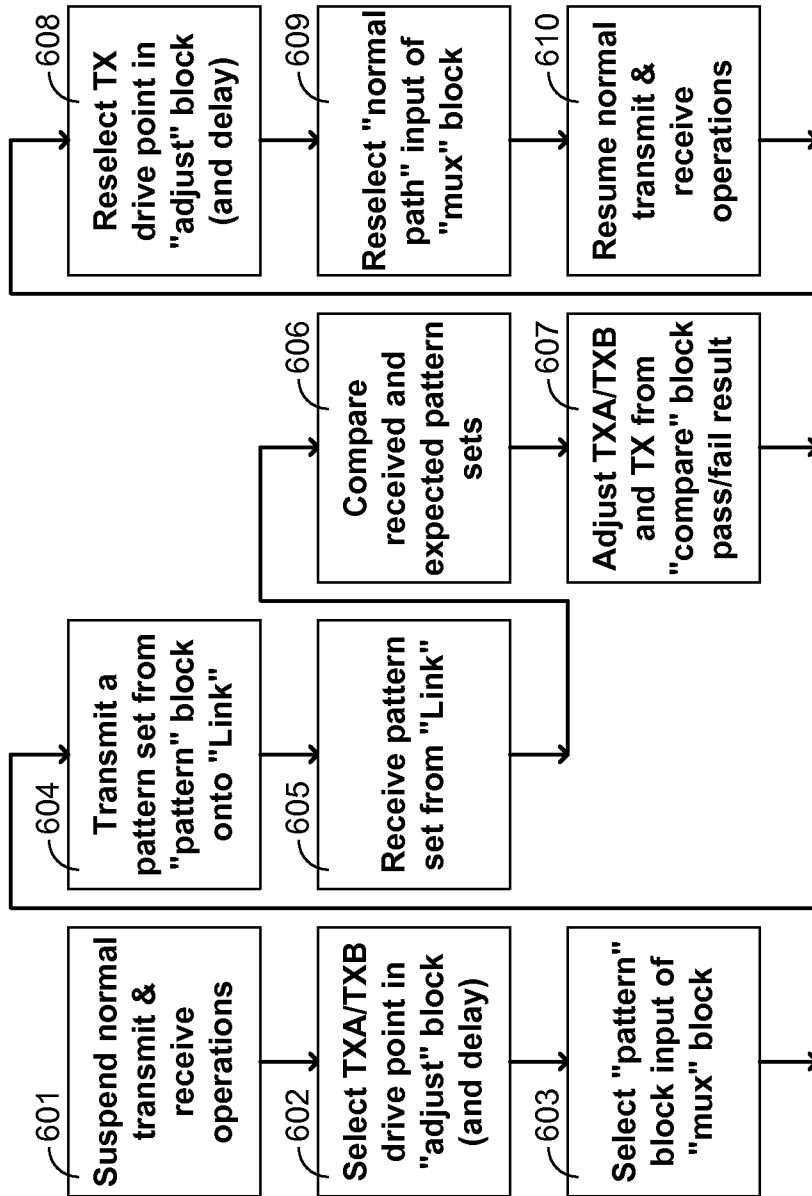 601
Suspend normal
transmit &
receive
operations
602
Select TXA/TXB
drive point in
"adjust" block
(and delay)
603
Select "pattern"
block input of
"mux" block
604
Transmit a
pattern set from
"pattern" block
onto "Link"
605
Receive pattern
set from "Link"
606
Compare
received and
expected pattern
sets
607
Adjust TXA/TXB
and TX from
"compare" block
pass/fail result
608
Reselect TX
drive point in
"adjust" block
(and delay)
609
Reselect "normal
path" input of
"mux" block
610
Resume normal
transmit &
receive
operations